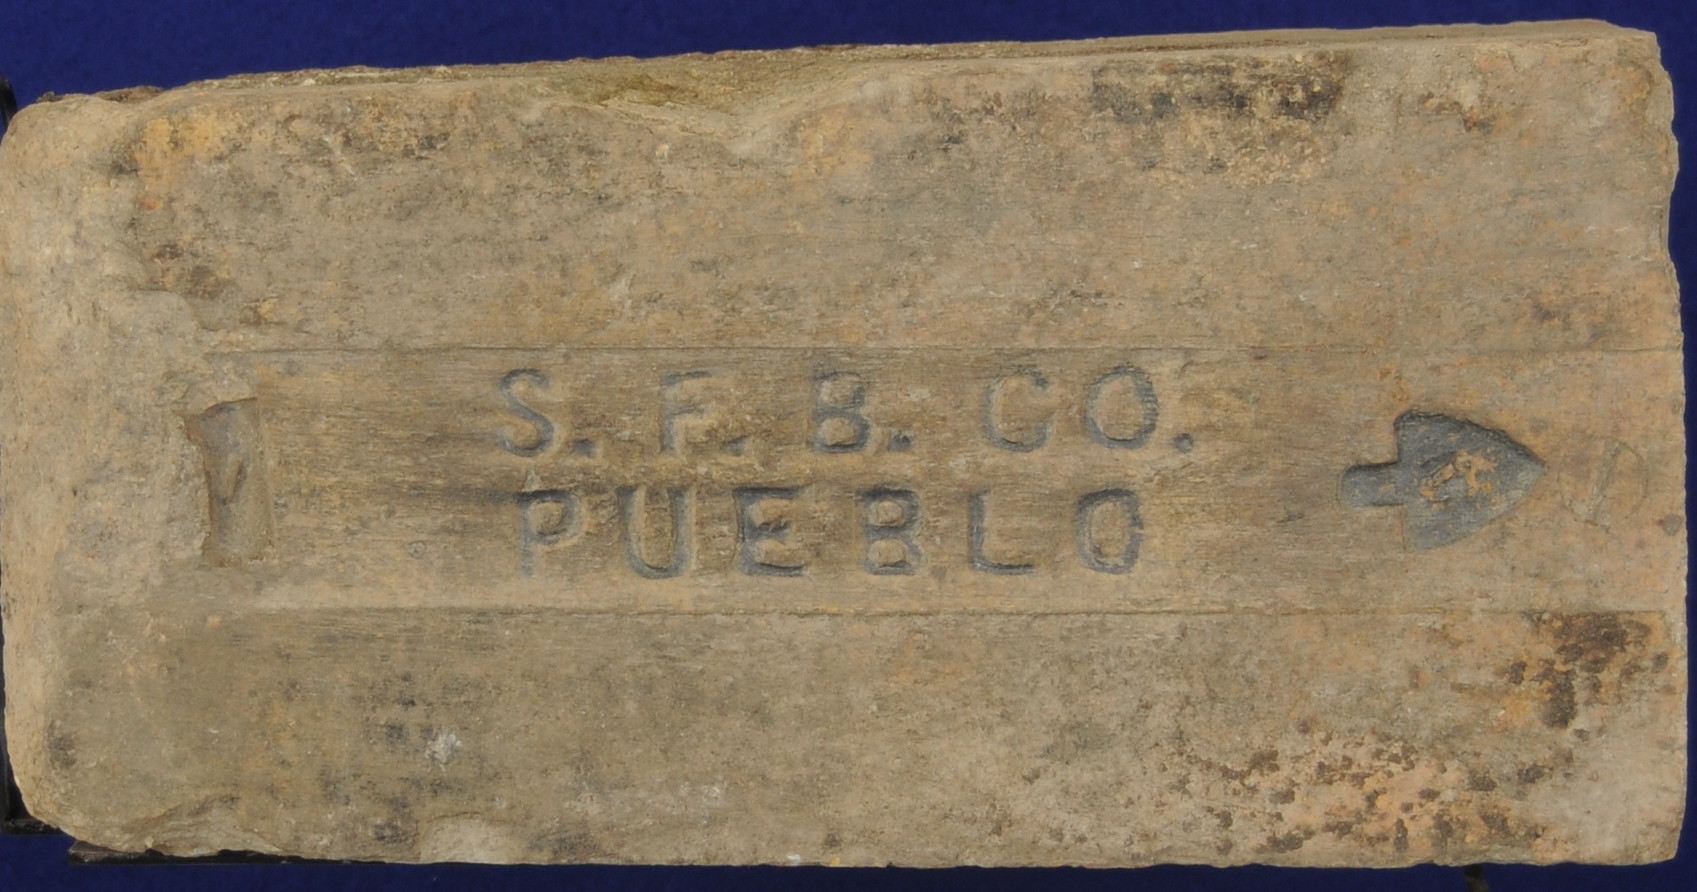 S. F. B. CO.
PUEBLO
D